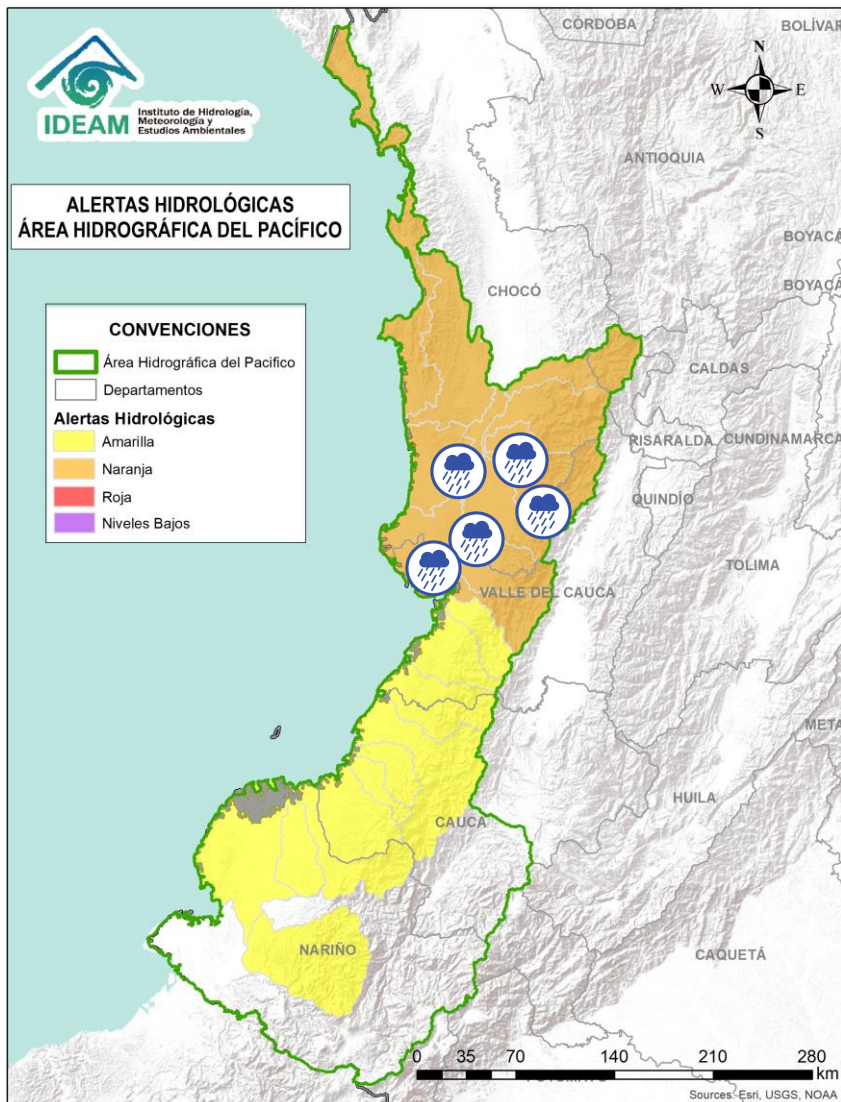 CÓRDOBA
BOLÍVAR
IDEAM
Instituto de Hidrología,
Meteorología y
Estudios Ambientales
N
W
E
S
ANTIOQUIA
ALERTAS HIDROLÓGICAS
ÁREA HIDROGRÁFICA DEL PACÍFICO
BOYACÁ
BOYACÁ
CHOCÓ
CONVENCIONES
Área Hidrográfica del Pacifico
Departamentos
Alertas Hidrológicas
Amarilla
Naranja
Roja
Niveles Bajos
CALDAS
RISARALDA
CUNDINAMARCA
QUINDÍO
TOLIMA
VALLE DEL CAUCA
META
HUILA
CAUCA
NARIÑO
CAQUETÁ
0 35 70 140 210 280
km
Sources: Esri, USGS, NOAA